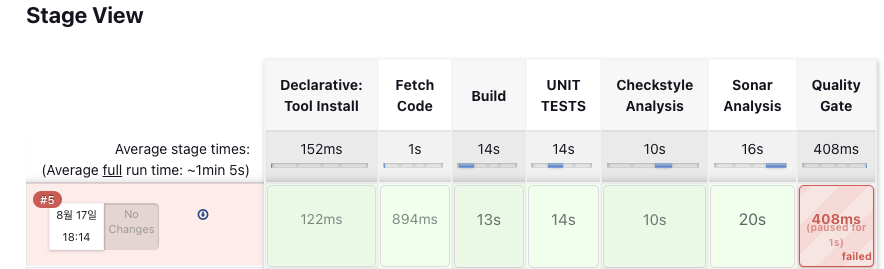 Stage View
Declarative: Tool Install
Fetch Code
Build
UNIT TESTS
Checkstyle Analysis
Sonar Analysis
Quality Gate
Average stage times:
(Average full run time: ~1min 5s)
152ms
1s
14s
14s
10s
16s
408ms
#5
8월 17일
18:14
No
Changes
122ms
894ms
13s
14s
10s
20s
408ms
(paused for
1s)
failed